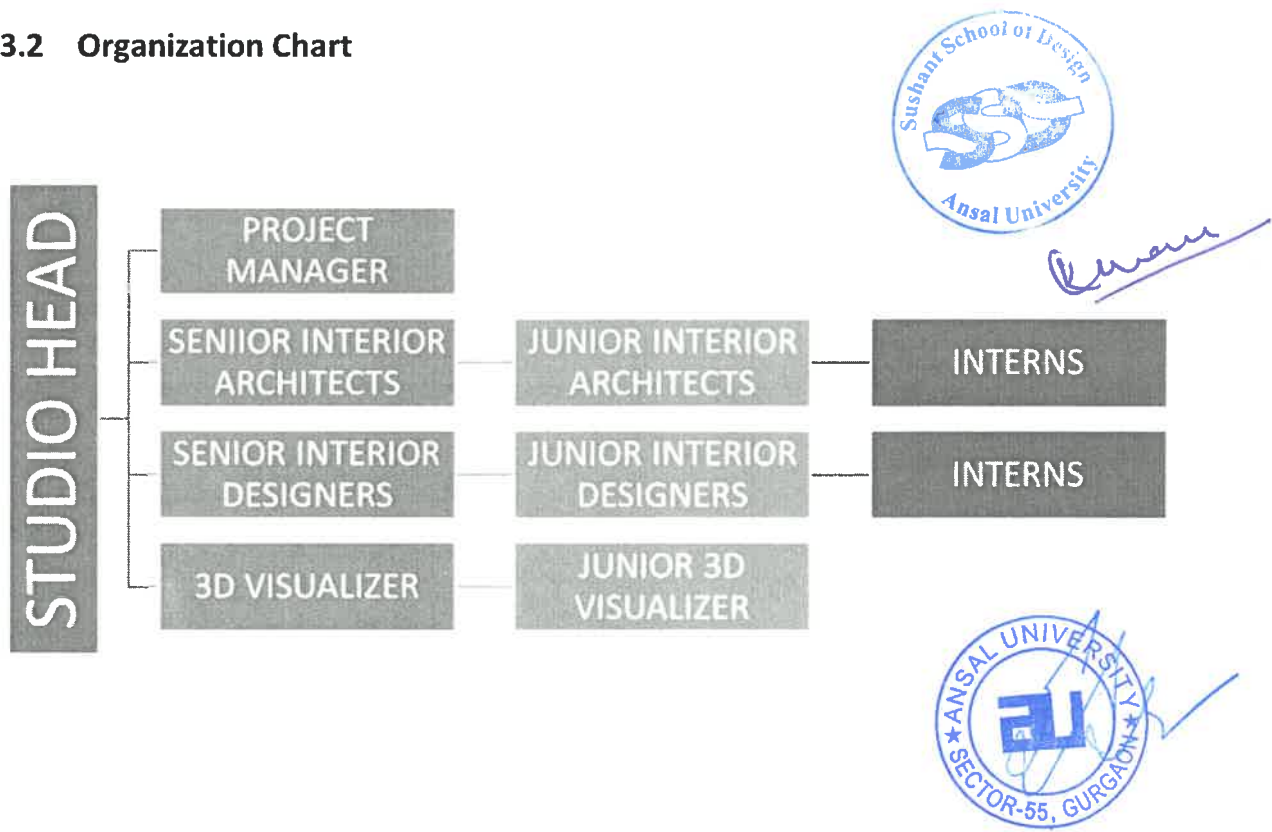 3.2 Organization Chart
Sushant School of Design
Ansal University
STUDIO HEAD
PROJECT
MANAGER
SENIIOR INTERIOR
ARCHITECTS
JUNIOR INTERIOR
ARCHITECTS
INTERNS
SENIOR INTERIOR
DESIGNERS
JUNIOR INTERIOR
DESIGNERS
INTERNS
3D VISUALIZER
JUNIOR 3D
VISUALIZER
★ANSAL UNIVERSITY★
SECTOR-55, GURGAON